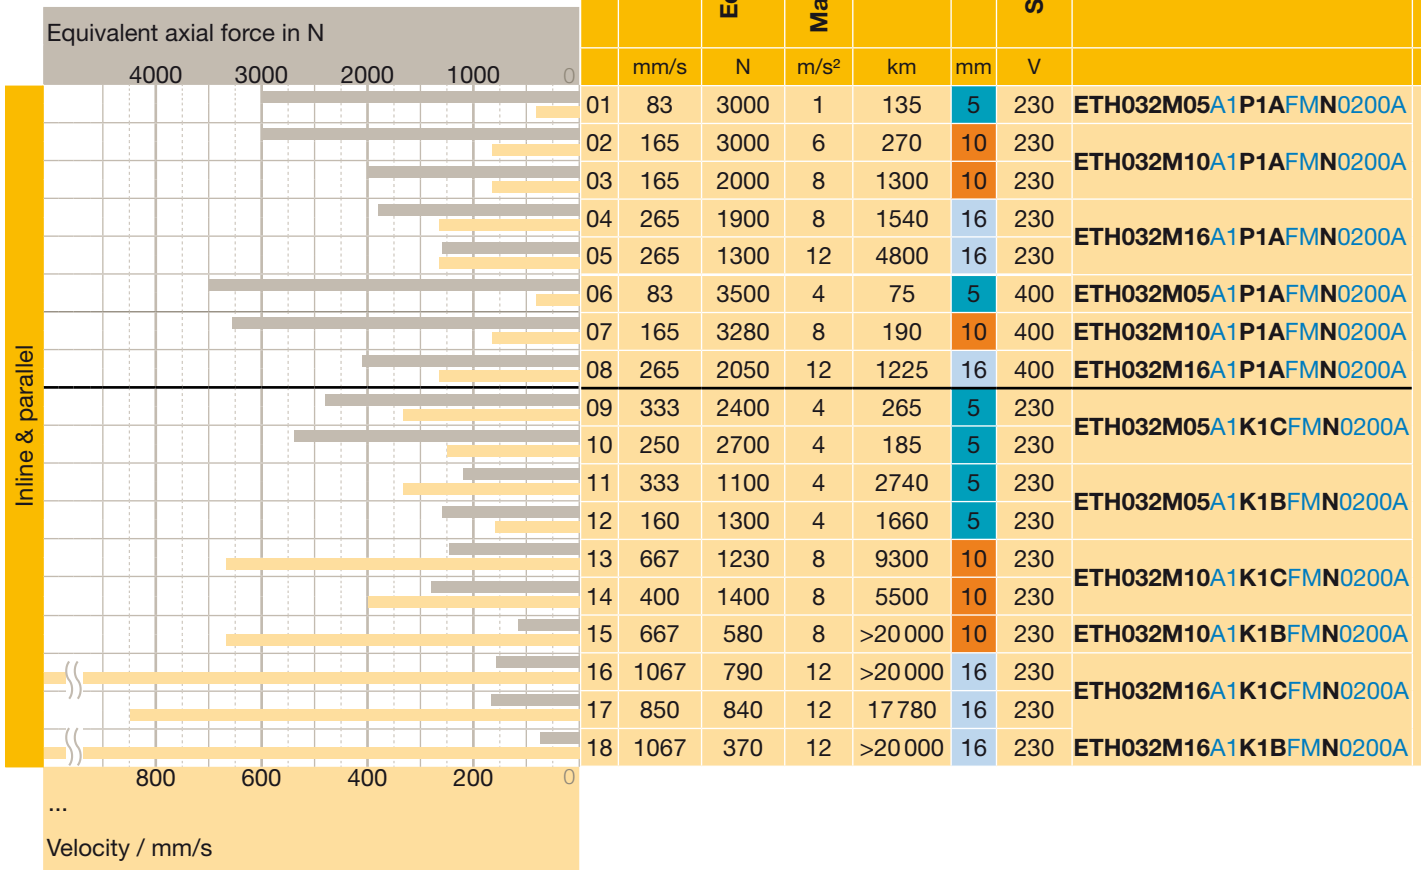 Equivalent axial force in N
4000 3000 2000 1000 0
mm/s N m/s² km mm V
Inline & parallel
01 83 3000 1 135 5 230 ETH032M05A1P1AFMN0200A
02 165 3000 6 270 10 230 ETH032M10A1P1AFMN0200A
03 165 2000 8 1300 10 230
04 265 1900 8 1540 16 230 ETH032M16A1P1AFMN0200A
05 265 1300 12 4800 16 230
06 83 3500 4 75 5 400 ETH032M05A1P1AFMN0200A
07 165 3280 8 190 10 400 ETH032M10A1P1AFMN0200A
08 265 2050 12 1225 16 400 ETH032M16A1P1AFMN0200A
09 333 2400 4 265 5 230 ETH032M05A1K1CFMN0200A
10 250 2700 4 185 5 230
11 333 1100 4 2740 5 230 ETH032M05A1K1BFMN0200A
12 160 1300 4 1660 5 230
13 667 1230 8 9300 10 230 ETH032M10A1K1CFMN0200A
14 400 1400 8 5500 10 230
15 667 580 8 >20000 10 230 ETH032M10A1K1BFMN0200A
16 1067 790 12 >20000 16 230 ETH032M16A1K1CFMN0200A
17 850 840 12 17780 16 230
18 1067 370 12 >20000 16 230 ETH032M16A1K1BFMN0200A
800 600 400 200 0
...
Velocity / mm/s